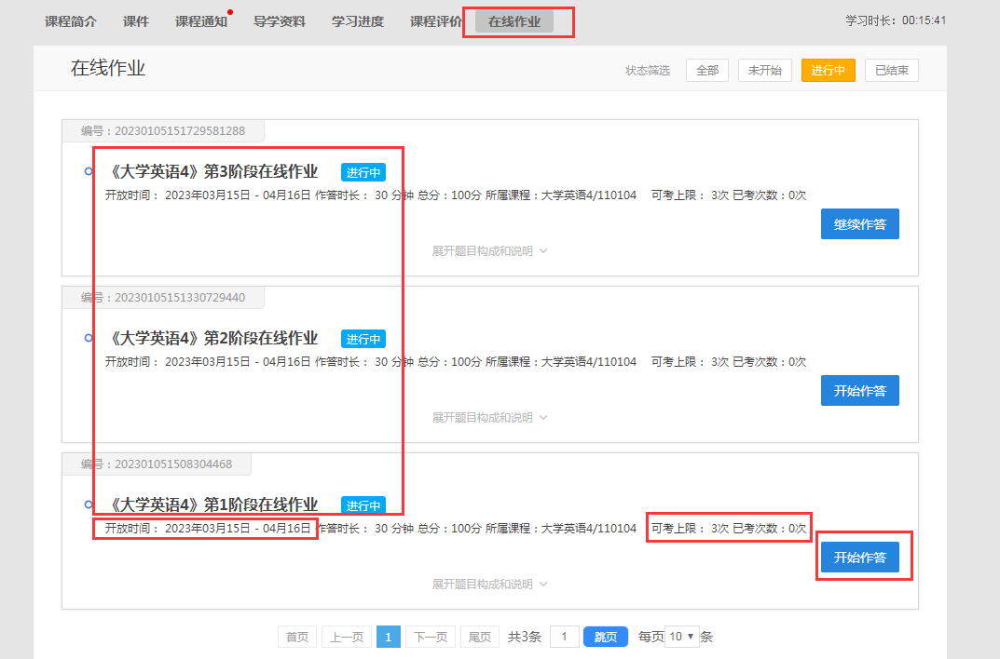 课程简介 课件 课程通知 导学资料 学习进度 课程评价 在线作业 学习时长：00:15:41
在线作业 状态筛选 全部 未开始 进行中 已结束
编号：20230105151729581288
《大学英语4》第3阶段在线作业 进行中
开放时间： 2023年03月15日 - 04月16日 作答时长： 30 分钟 总分：100分 所属课程：大学英语4/110104 可考上限： 3次 已考次数：0次
继续作答
展开题目构成和说明
编号：20230105151330729440
《大学英语4》第2阶段在线作业 进行中
开放时间： 2023年03月15日 - 04月16日 作答时长： 30 分钟 总分：100分 所属课程：大学英语4/110104 可考上限： 3次 已考次数：0次
开始作答
展开题目构成和说明
编号：2023010515083044​68
《大学英语4》第1阶段在线作业 进行中
开放时间： 2023年03月15日 - 04月16日 作答时长： 30 分钟 总分：100分 所属课程：大学英语4/110104 可考上限： 3次 已考次数：0次
开始作答
展开题目构成和说明
首页 上一页 1 下一页 尾页 共3条 1 跳页 每页 10 条